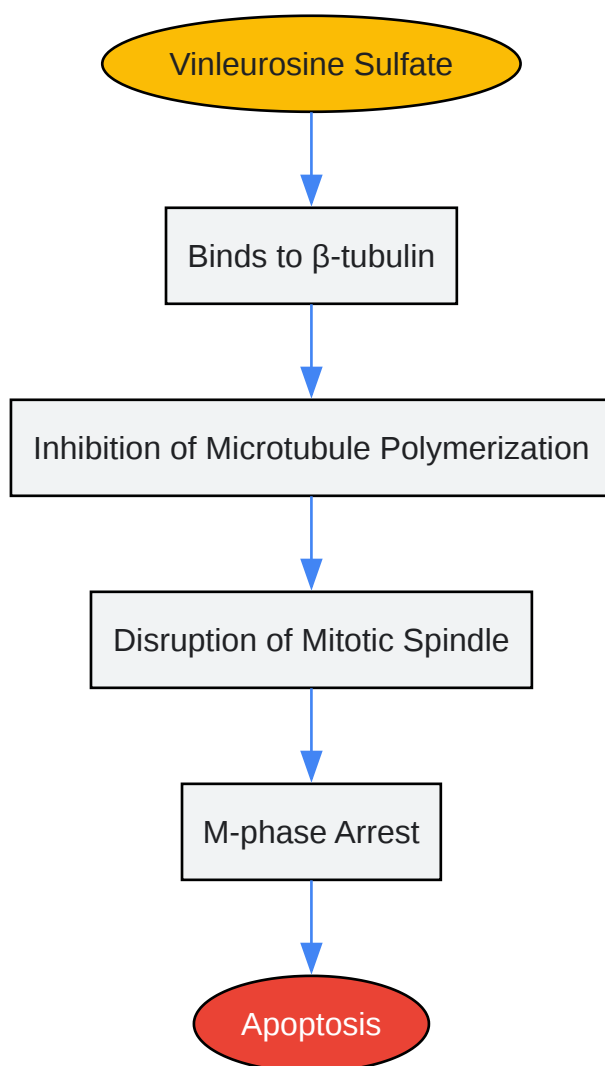 Vinleurosine Sulfate
Binds to β-tubulin
Inhibition of Microtubule Polymerization
Disruption of Mitotic Spindle
M-phase Arrest
Apoptosis